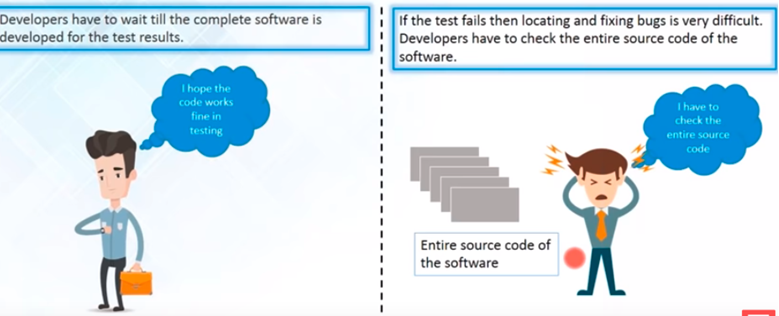 Developers have to wait till the complete software is
developed for the test results.
I hope the
code works
fine in
testing
If the test fails then locating and fixing bugs is very difficult.
Developers have to check the entire source code of the
software.
I have to
check the
entire source
code
Entire source code of
the software